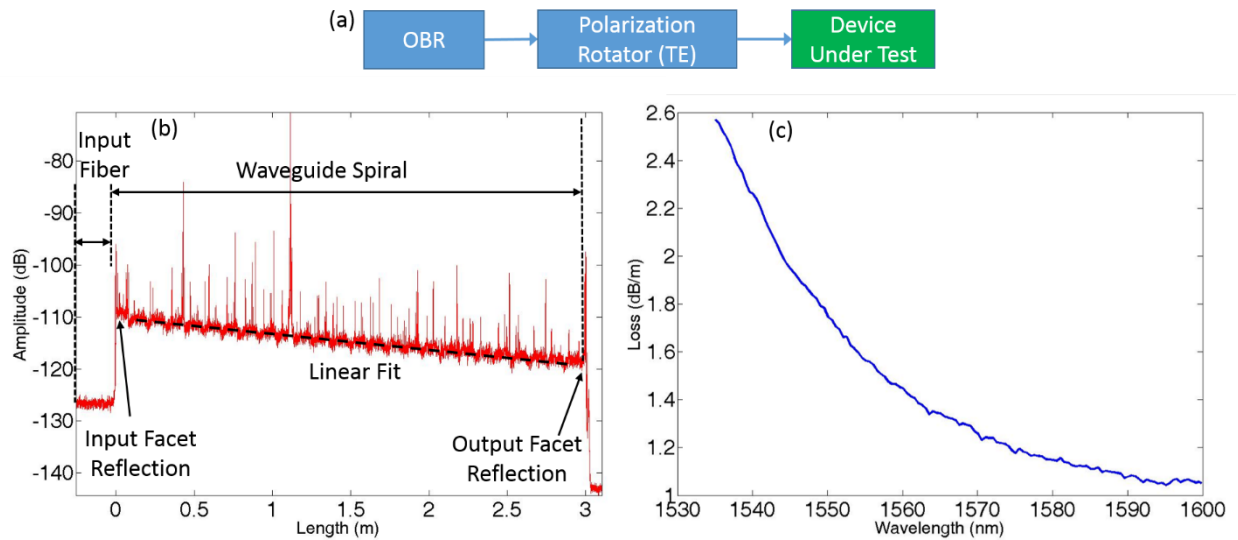 (a)
OBR
Polarization
Rotator (TE)
Device
Under Test
(b)
Input
Fiber
Waveguide Spiral
Linear Fit
Input Facet
Reflection
Output Facet
Reflection
Amplitude (dB)
-80
-90
-100
-110
-120
-130
-140
0
0.5
1
1.5
2
2.5
3
Length (m)
(c)
Loss (dB/m)
2.6
2.4
2.2
2
1.8
1.6
1.4
1.2
1
1530
1540
1550
1560
1570
1580
1590
1600
Wavelength (nm)